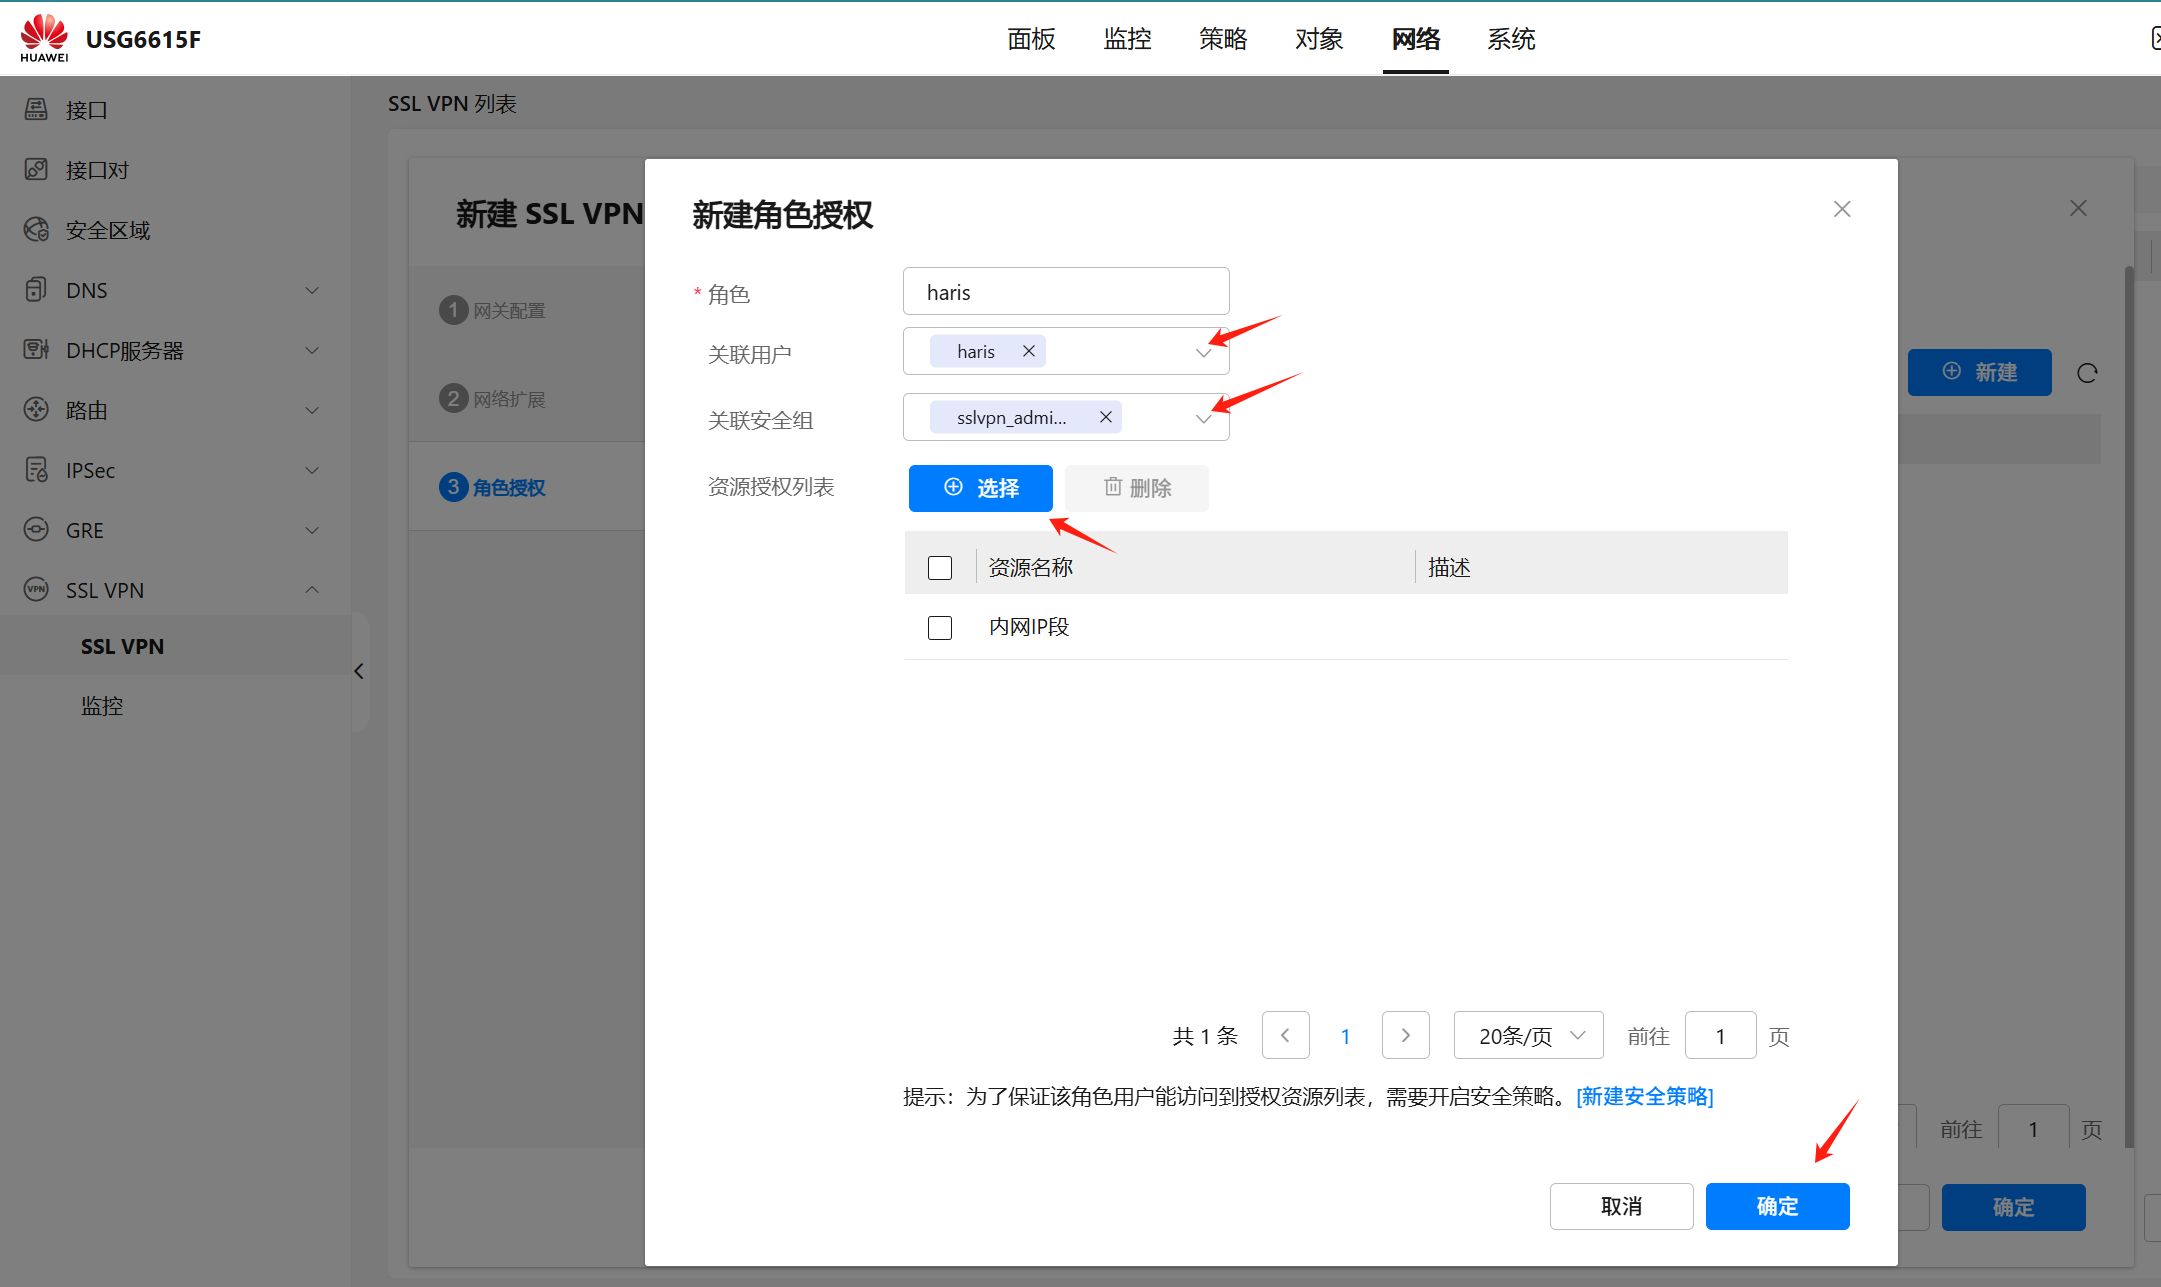 HUAWEI
USG6615F
面板
监控
策略
对象
网络
系统
接口
接口对
安全区域
DNS
DHCP服务器
路由
IPSec
GRE
VPN
SSL VPN
SSL VPN
监控
SSL VPN 列表
新建 SSL VPN
1 网关配置
2 网络扩展
3 角色授权
新建角色授权
* 角色
haris
关联用户
haris
关联安全组
sslvpn_admi...
资源授权列表
选择
删除
资源名称
描述
内网IP段
共 1 条
1
20条/页
前往
1
页
提示：为了保证该角色用户能访问到授权资源列表，需要开启安全策略。[新建安全策略]
取消
确定
新建
前往
1
页
确定